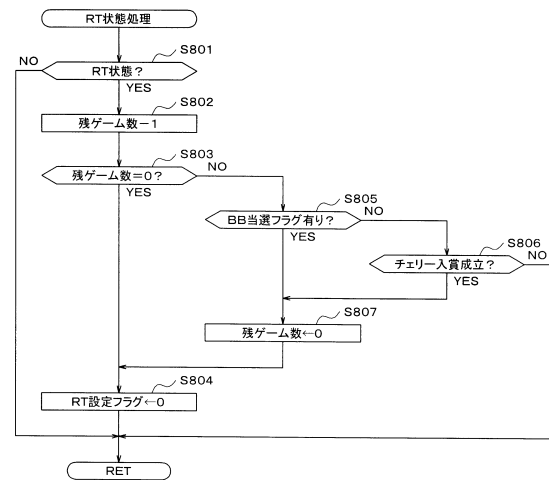 RT状態処理
S801
NO
RT状態？
YES
S802
残ゲーム数－1
S803
残ゲーム数＝0？
NO
YES
S805
BB当選フラグ有り？
NO
YES
S806
チェリー入賞成立？
NO
YES
S807
残ゲーム数←0
S804
RT設定フラグ←0
RET